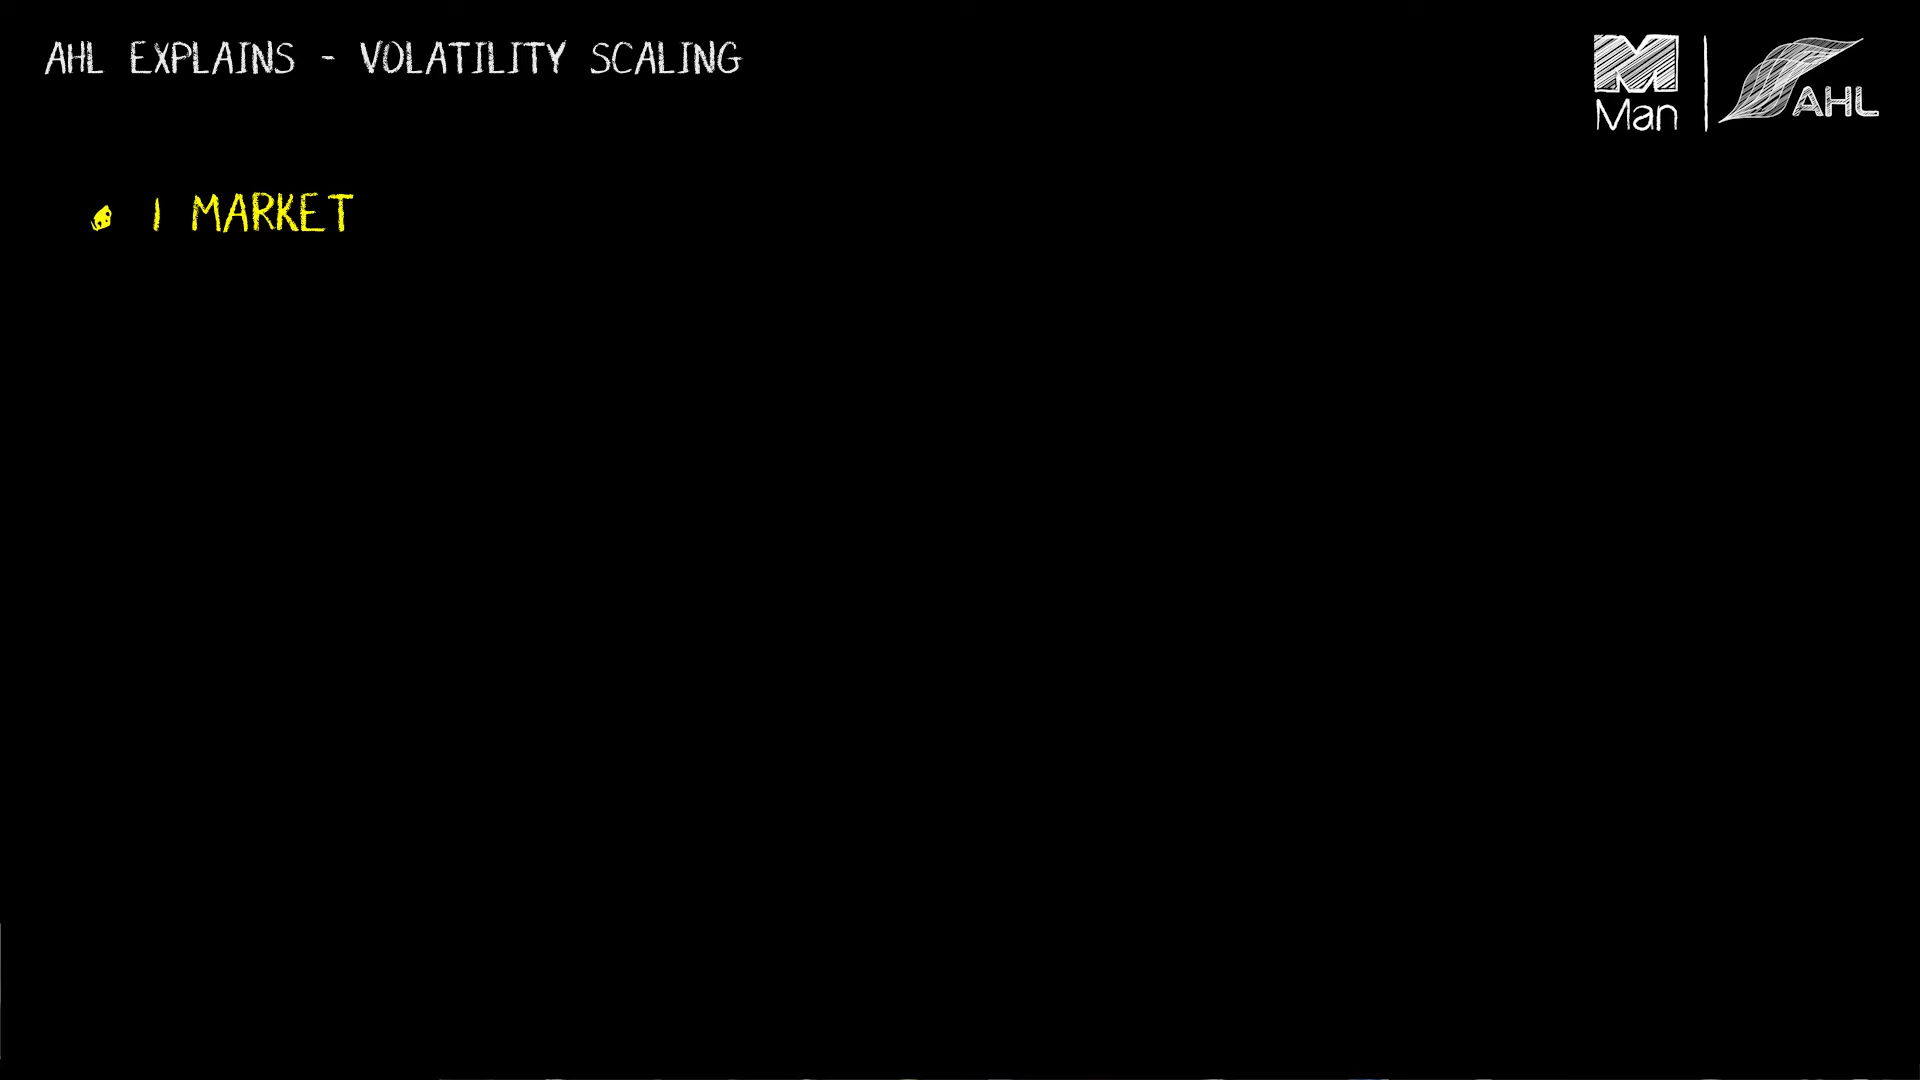 AHL EXPLAINS - VOLATILITY SCALING
M
Man
AHL
• 1 MARKET